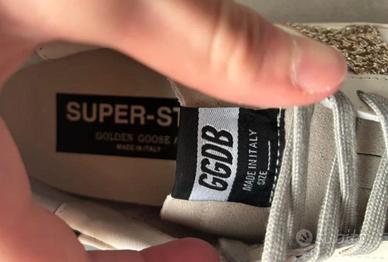 SUPER-ST
GOLDEN GOOSE
MADE IN ITALY
GGDB
MADE IN ITALY
SIZE